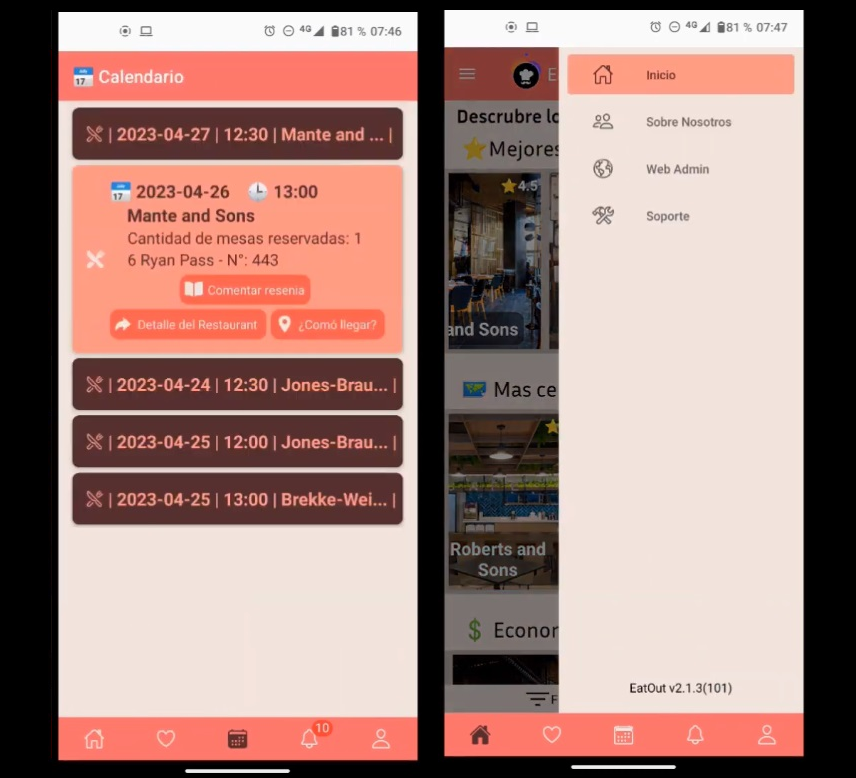 4G 81 % 07:46
Calendario
| 2023-04-27 | 12:30 | Mante and ... |
2023-04-26 13:00
Mante and Sons
Cantidad de mesas reservadas: 1
6 Ryan Pass - N°: 443
Comentar resenia
Detalle del Restaurant
¿Comó llegar?
| 2023-04-24 | 12:30 | Jones-Brau... |
| 2023-04-25 | 12:00 | Jones-Brau... |
| 2023-04-25 | 13:00 | Brekke-Wei... |
10
4G 81 % 07:47
E
Descrubre lo
Mejores
4.5
and Sons
Mas ce
Roberts and
Sons
$ Econor
F
Inicio
Sobre Nosotros
Web Admin
Soporte
EatOut v2.1.3(101)